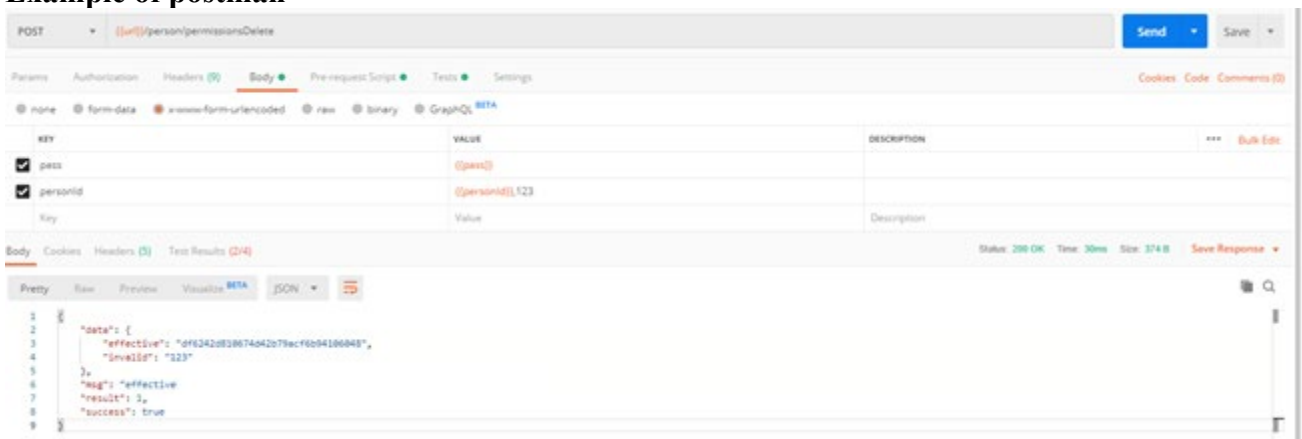 Example of postman
POST {{url}}/person/permissionsDelete Send Save
Params Authorization Headers (9) Body Pre-request Script Tests Settings Cookies Code Comments (0)
none form-data x-www-form-urlencoded raw binary GraphQL BETA
KEY VALUE DESCRIPTION ••• Bulk Edit
pass {{pass}}
personId {{personId}},123
Key Value Description
Body Cookies Headers (5) Test Results (2/4) Status: 200 OK Time: 30ms Size: 374 B Save Response
Pretty Raw Preview Visualize BETA JSON
1 {
2 "data": {
3 "effective": "df6242d810674d42b79acf6b94106048",
4 "invalid": "123"
5 },
6 "msg": "effective
7 "result": 1,
8 "success": true
9 }